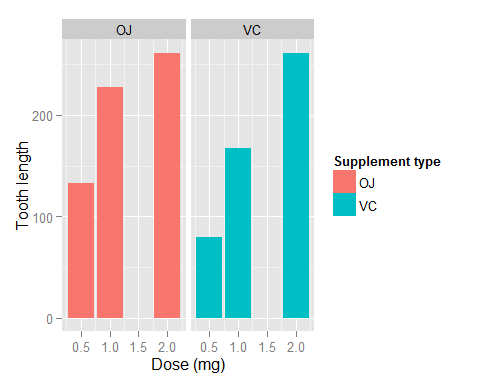 OJ VC
200
100
0
Tooth length
0.5 1.0 1.5 2.0 0.5 1.0 1.5 2.0
Dose (mg)
Supplement type
OJ
VC